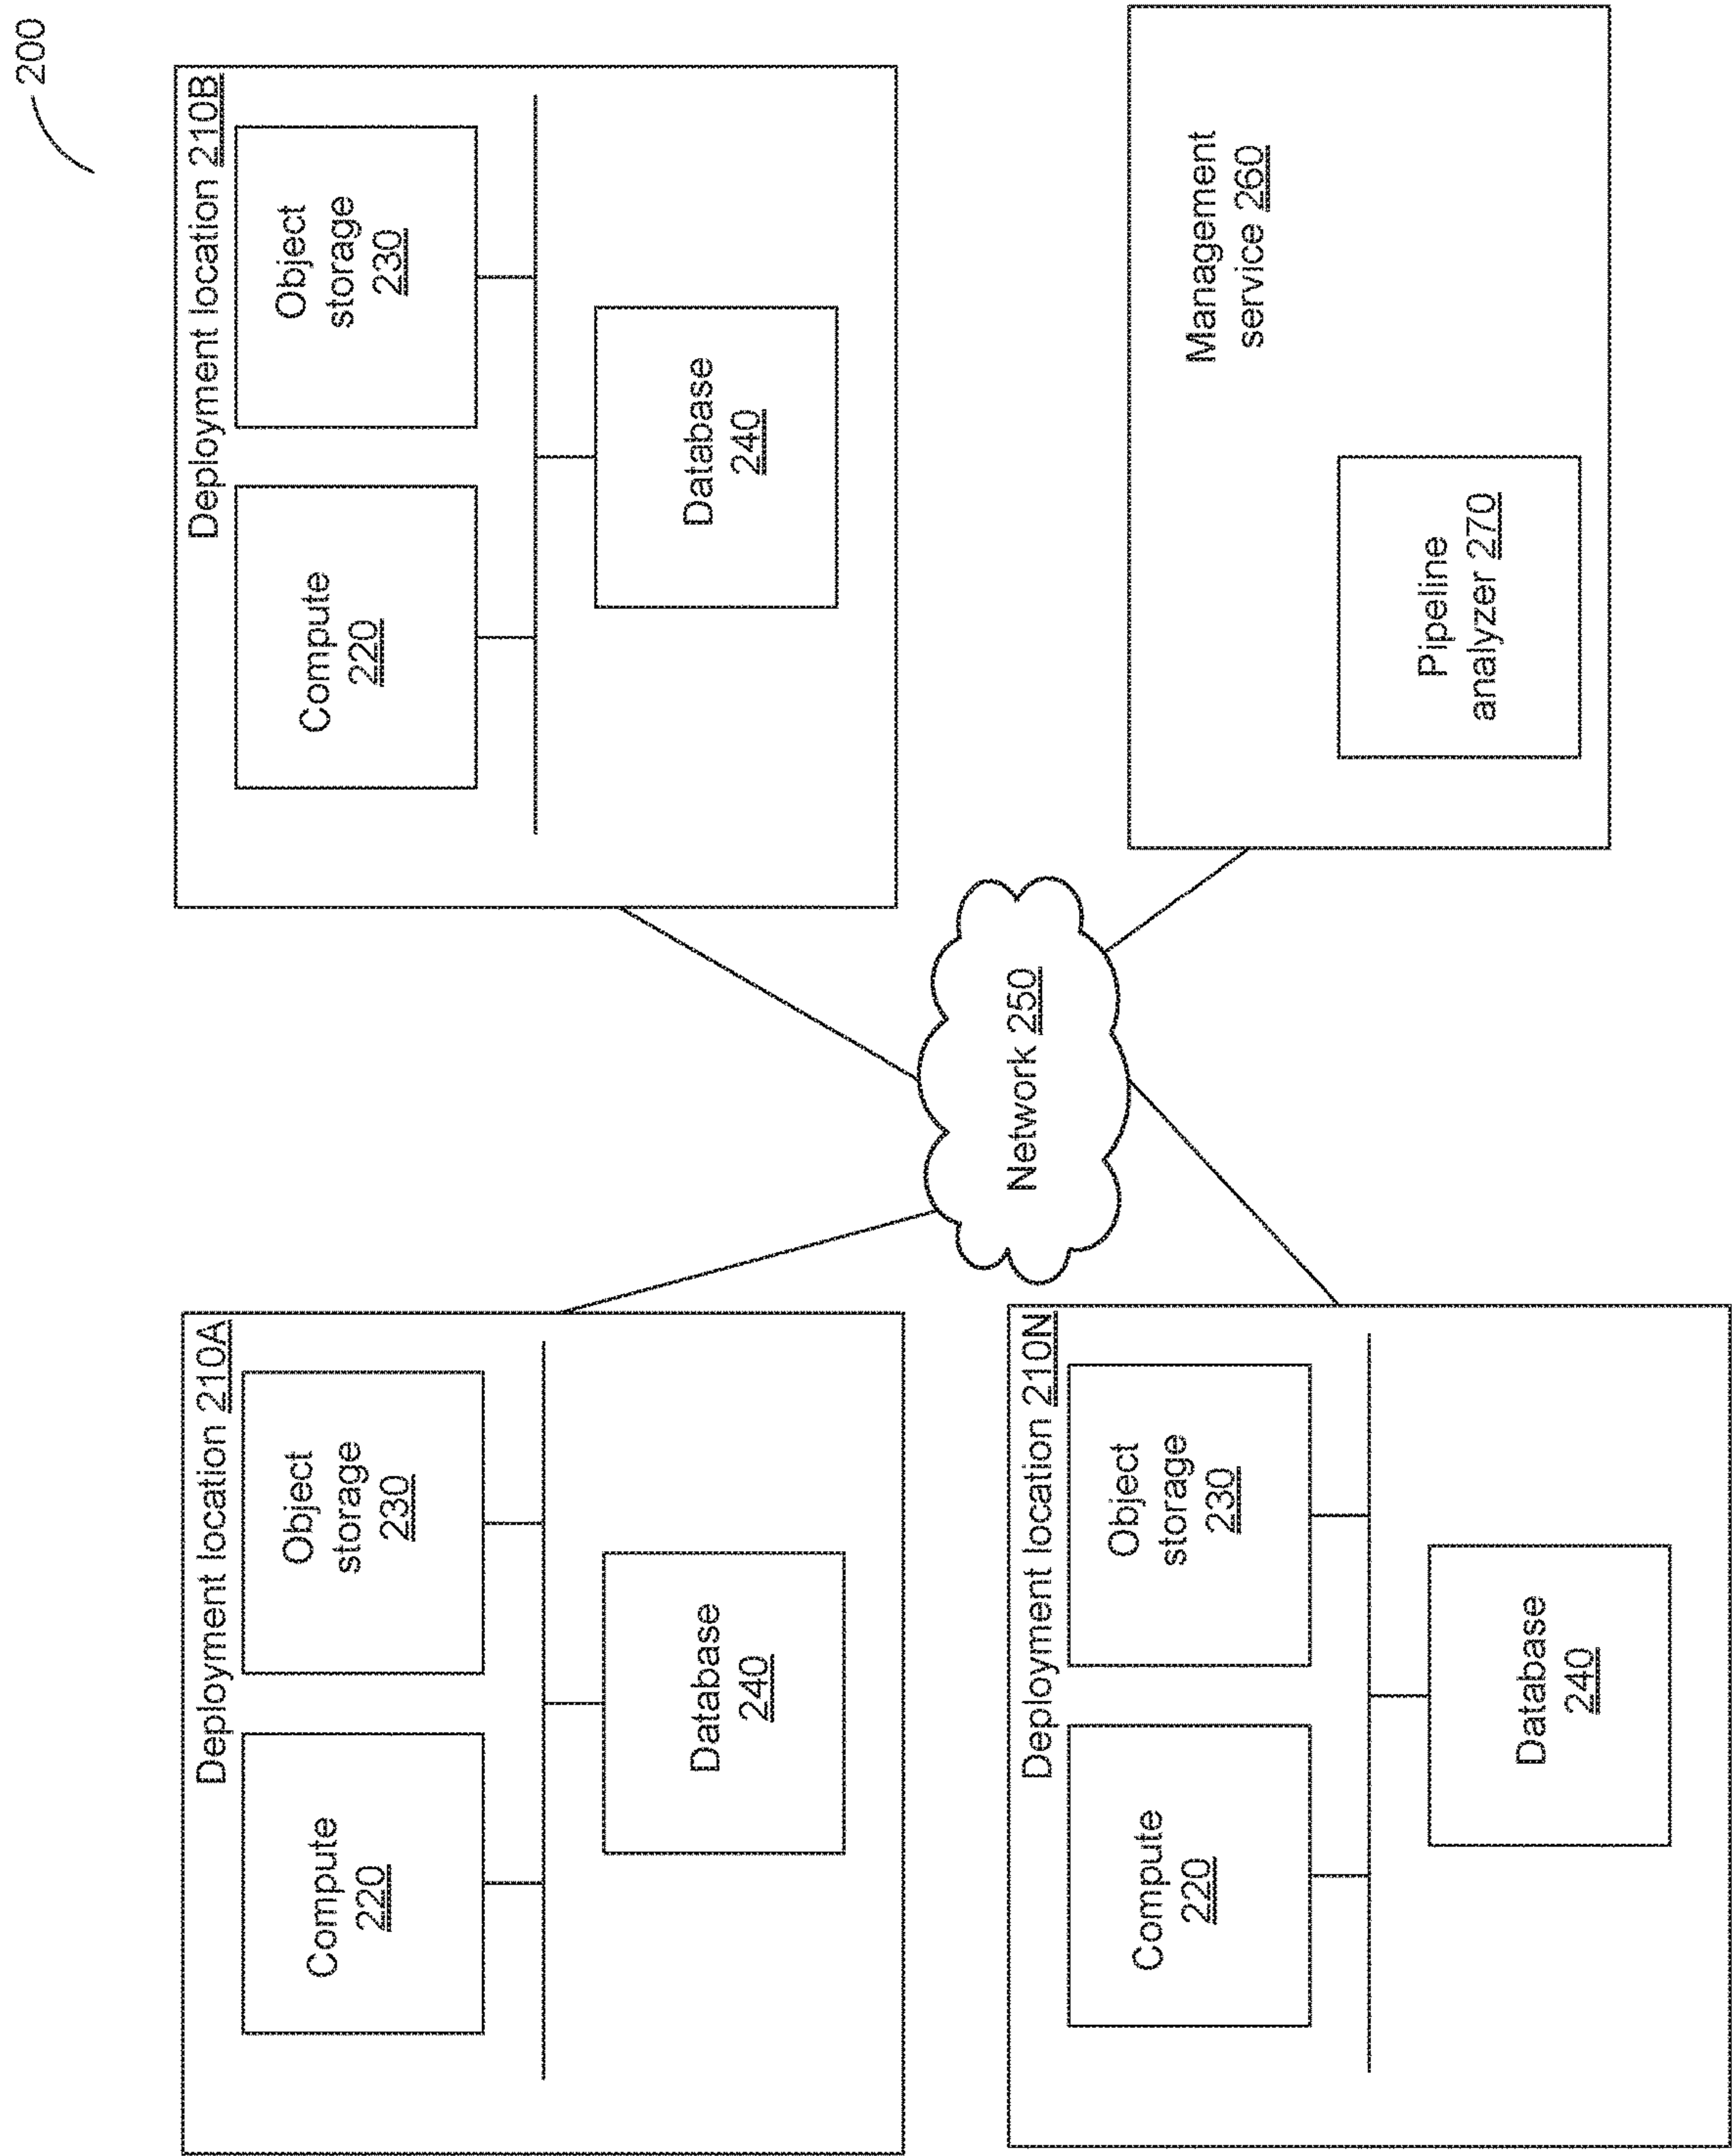 200
Deployment location 210A
Compute
220
Object
storage
230
Database
240
Deployment location 210B
Compute
220
Object
storage
230
Database
240
Network 250
Deployment location 210N
Compute
220
Object
storage
230
Database
240
Management
service 260
Pipeline
analyzer 270